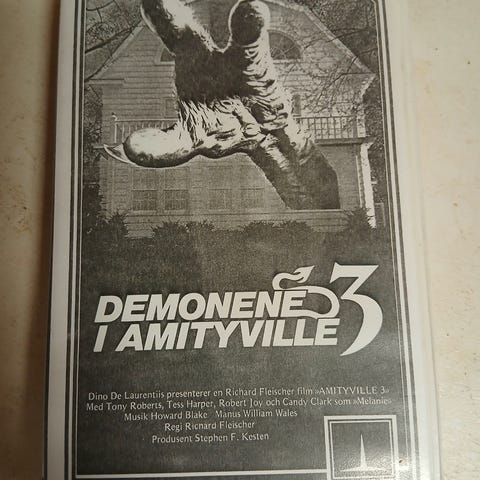 DEMONENE 3
I AMITYVILLE
Dino De Laurentiis presenterer en Richard Fleischer film »AMITYVILLE 3»
Med Tony Roberts, Tess Harper, Robert Joy och Candy Clark som »Melanie»
Musik Howard Blake Manus William Wales
Regi Richard Fleischer
Produsent Stephen F. Kesten